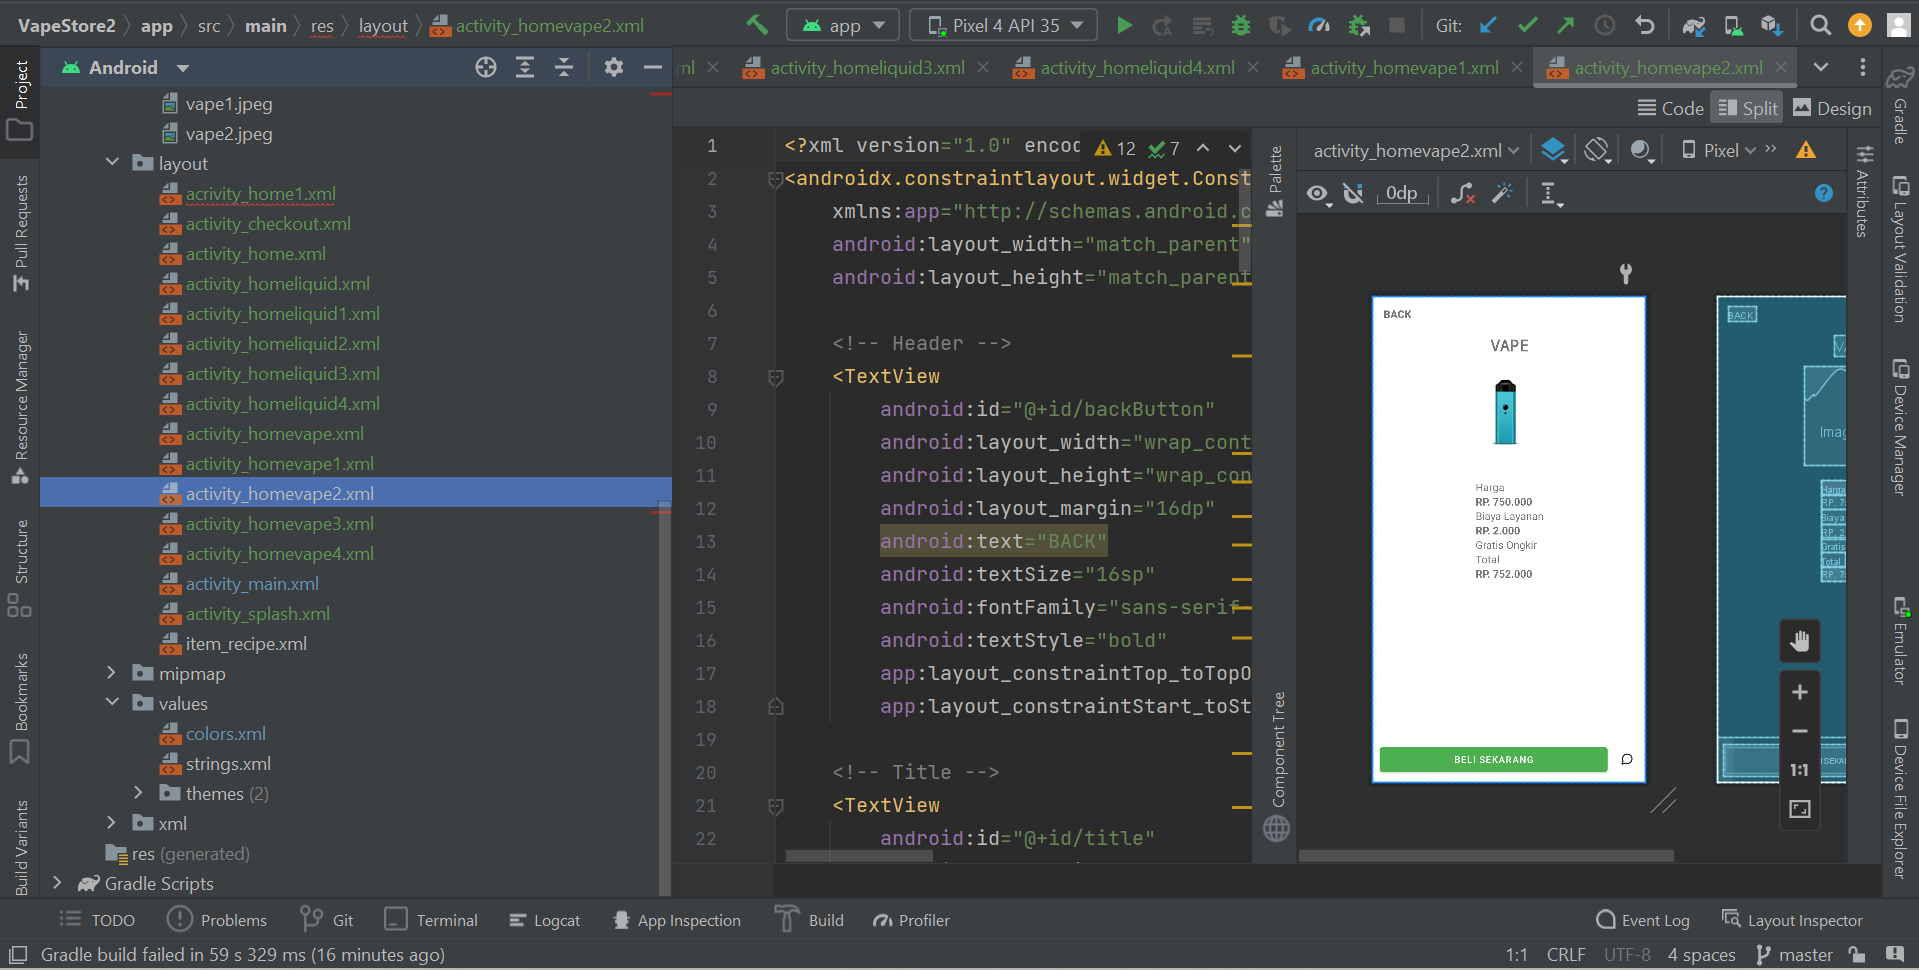 VapeStore2 app src main res layout activity_homevape2.xml app Pixel 4 API 35 Git:
Project
Android
ml activity_homeliquid3.xml activity_homeliquid4.xml activity_homevape1.xml activity_homevape2.xml
Code Split Design
vape1.jpeg
vape2.jpeg
layout
acrivity_home1.xml
activity_checkout.xml
activity_home.xml
activity_homeliquid.xml
activity_homeliquid1.xml
activity_homeliquid2.xml
activity_homeliquid3.xml
activity_homeliquid4.xml
activity_homevape.xml
activity_homevape1.xml
activity_homevape2.xml
activity_homevape3.xml
activity_homevape4.xml
activity_main.xml
activity_splash.xml
item_recipe.xml
mipmap
values
colors.xml
strings.xml
themes (2)
xml
res (generated)
Gradle Scripts
Pull Requests
Resource Manager
Structure
Bookmarks
Build Variants
1 <?xml version="1.0" encod 12 7
2 <androidx.constraintlayout.widget.Const
3 xmlns:app="http://schemas.android.c
4 android:layout_width="match_parent"
5 android:layout_height="match_parent
6
7 <!-- Header -->
8 <TextView
9 android:id="@+id/backButton"
10 android:layout_width="wrap_cont
11 android:layout_height="wrap_con
12 android:layout_margin="16dp"
13 android:text="BACK"
14 android:textSize="16sp"
15 android:fontFamily="sans-serif-
16 android:textStyle="bold"
17 app:layout_constraintTop_toTopO
18 app:layout_constraintStart_toSt
19
20 <!-- Title -->
21 <TextView
22 android:id="@+id/title"
Palette
Component Tree
activity_homevape2.xml Pixel
0dp
BACK
VAPE
Harga
RP. 750.000
Biaya Layanan
RP. 2.000
Gratis Ongkir
Total
RP. 752.000
BELI SEKARANG
BACK
Imag
Harga
RP. 7
Biaya
RP. 2
Gratis
Total
RP. 7
1:1
Attributes
Gradle
Layout Validation
Device Manager
Emulator
Device File Explorer
TODO Problems Git Terminal Logcat App Inspection Build Profiler Event Log Layout Inspector
Gradle build failed in 59 s 329 ms (16 minutes ago) 1:1 CRLF UTF-8 4 spaces master